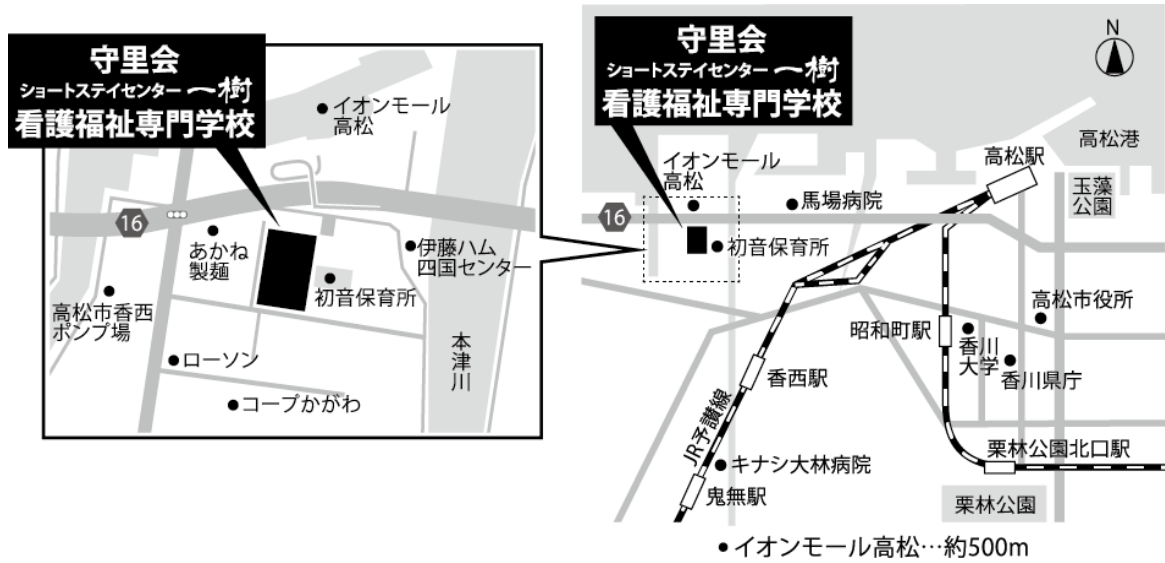 守里会
ショートステイセンター 一樹
看護福祉専門学校
イオンモール
高松
16
あかね
製麺
伊藤ハム
四国センター
初音保育所
高松市香西
ポンプ場
ローソン
コープかがわ
本津川
守里会
ショートステイセンター 一樹
看護福祉専門学校
N
高松港
高松駅
玉藻
公園
イオンモール
高松
馬場病院
16
初音保育所
高松市役所
昭和町駅
香川
大学
香川県庁
香西駅
JR予讃線
栗林公園北口駅
キナシ大林病院
鬼無駅
栗林公園
●イオンモール高松…約500m